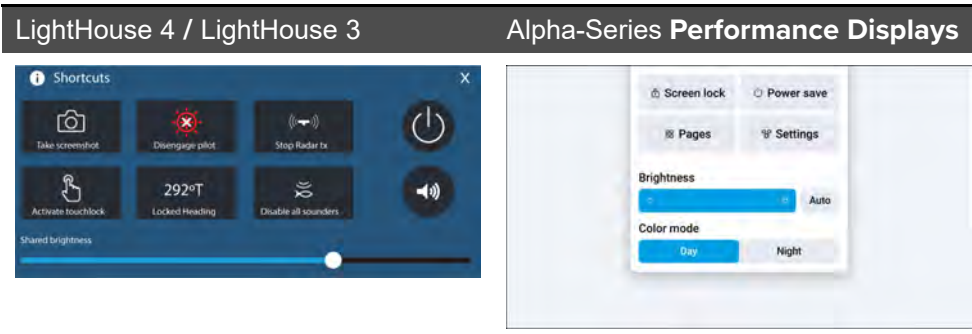 LightHouse 4 / LightHouse 3
Alpha-Series Performance Displays
i Shortcuts X
Take screenshot Disengage pilot Stop Radar tx
292ºT
Activate touchlock Locked Heading Disable all sounders
Shared brightness
Screen lock Power save
Pages Settings
Brightness
Auto
Color mode
Day Night